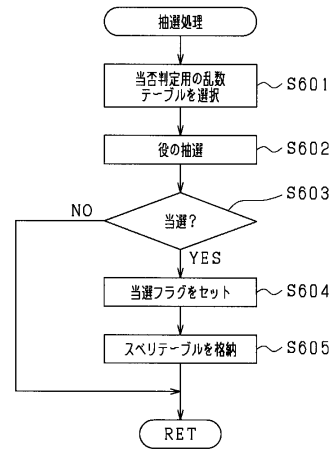 抽選処理
当否判定用の乱数
テーブルを選択
S601
役の抽選
S602
当選?
S603
NO
YES
当選フラグをセット
S604
スベリテーブルを格納
S605
RET